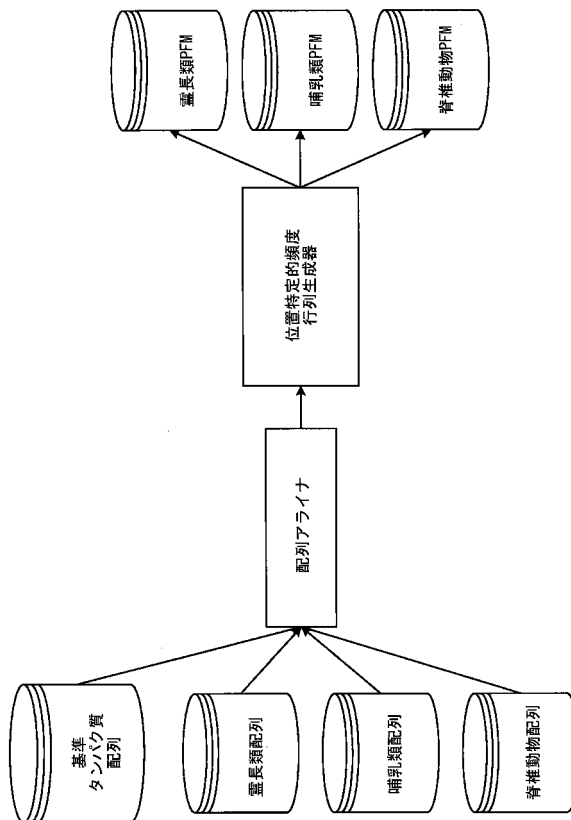 基準
タンパク質
配列
霊長類配列
哺乳類配列
脊椎動物配列
配列アライナ
位置特定的頻度
行列生成器
霊長類PFM
哺乳類PFM
脊椎動物PFM